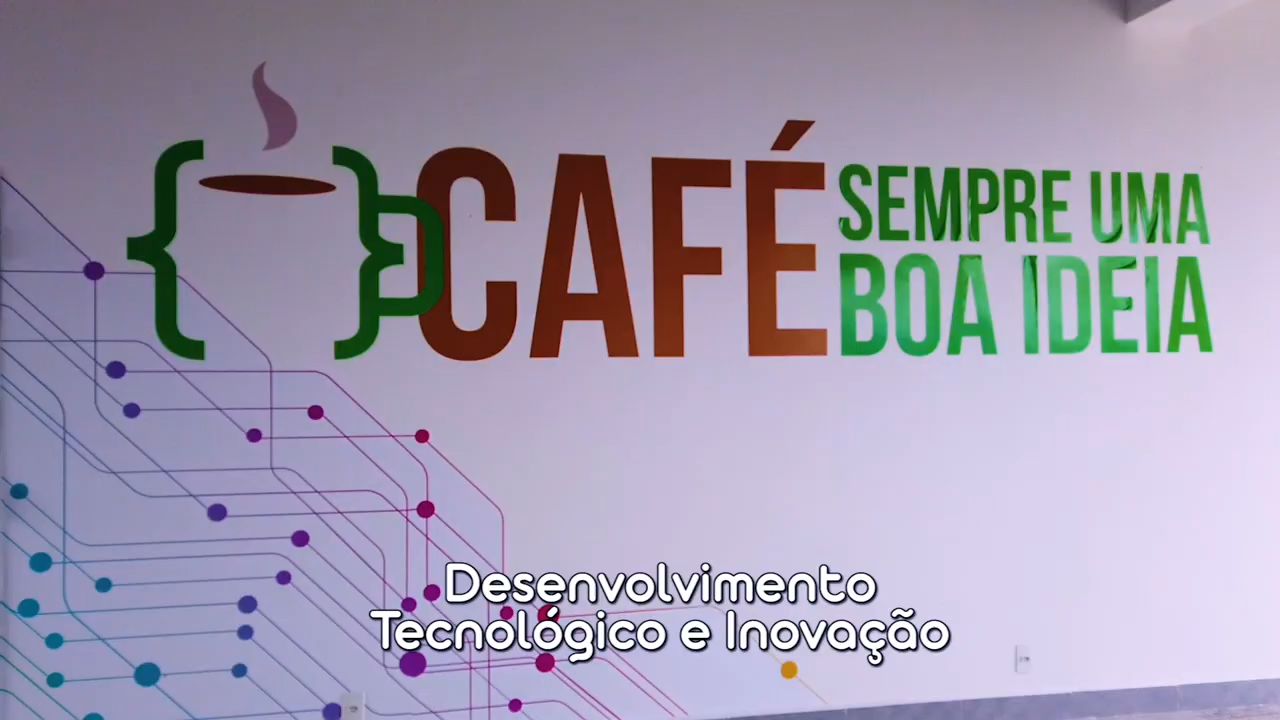 CAFÉ
SEMPRE UMA
BOA IDEIA
Desenvolvimento
Tecnológico e Inovação